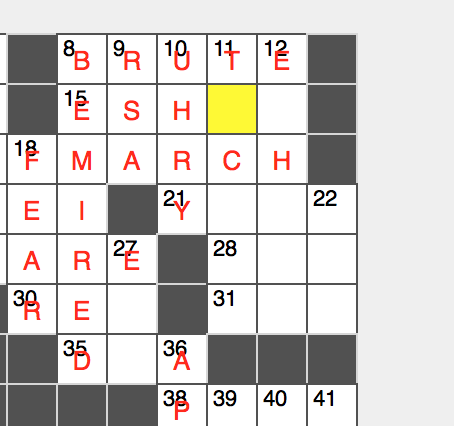 8 B 9 R 10 U 11 T 12 E
15 E S H
18 F M A R C H
E I 21 Y 22
A R 27 E 28
30 R E 31
35 D 36 A
38 P 39 40 41